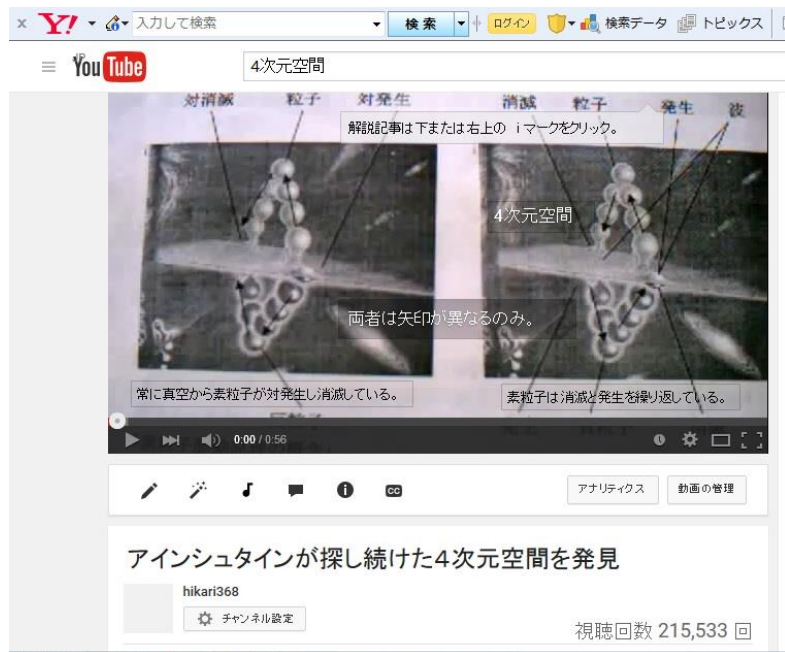 x Y! 入力して検索 検索 ログイン 検索データ トピックス
YouTube JP 4次元空間
対消滅 粒子 対発生 消滅 粒子 発生 波
解説記事は下または右上の iマークをクリック。
4次元空間
両者は矢印が異なるのみ。
常に真空から素粒子が対発生し消滅している。 素粒子は消滅と発生を繰り返している。
0:00 / 0:56
CC アナリティクス 動画の管理
アインシュタインが探し続けた4次元空間を発見
hikari368
チャンネル設定
視聴回数 215,533 回